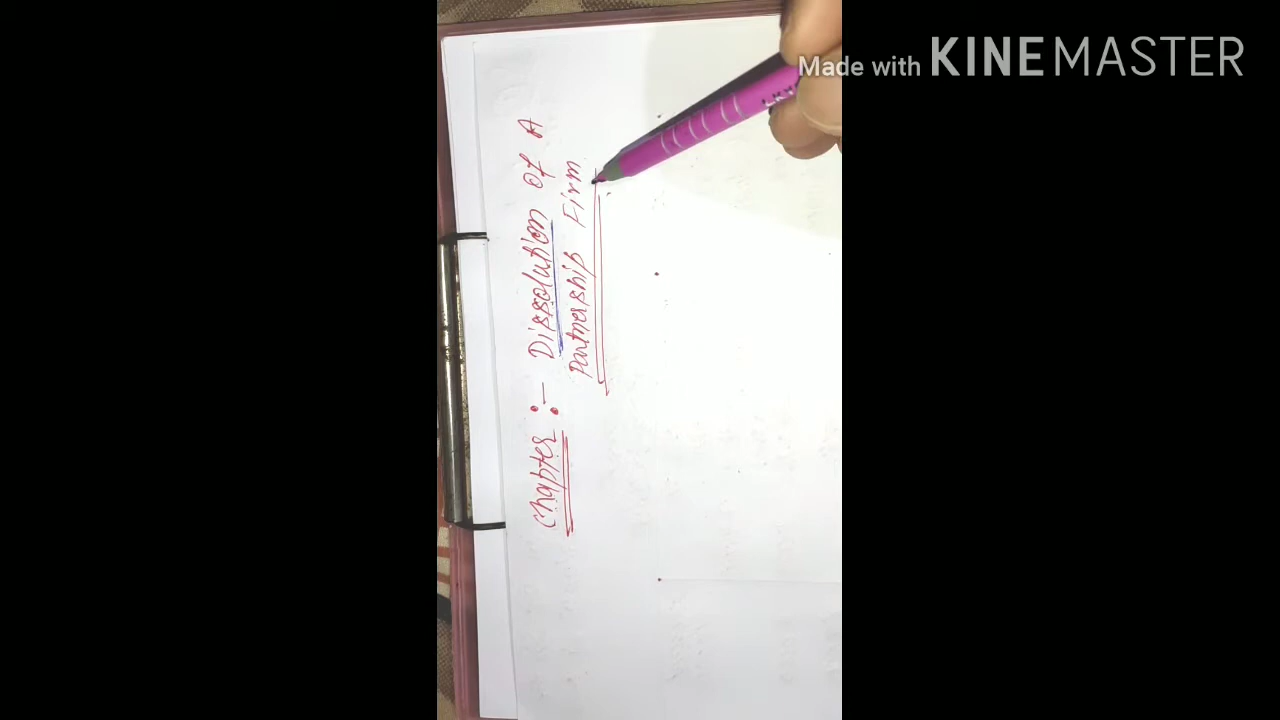 Made with KINEMASTER
Chapter :- Dissolution of A
Partnership Firm